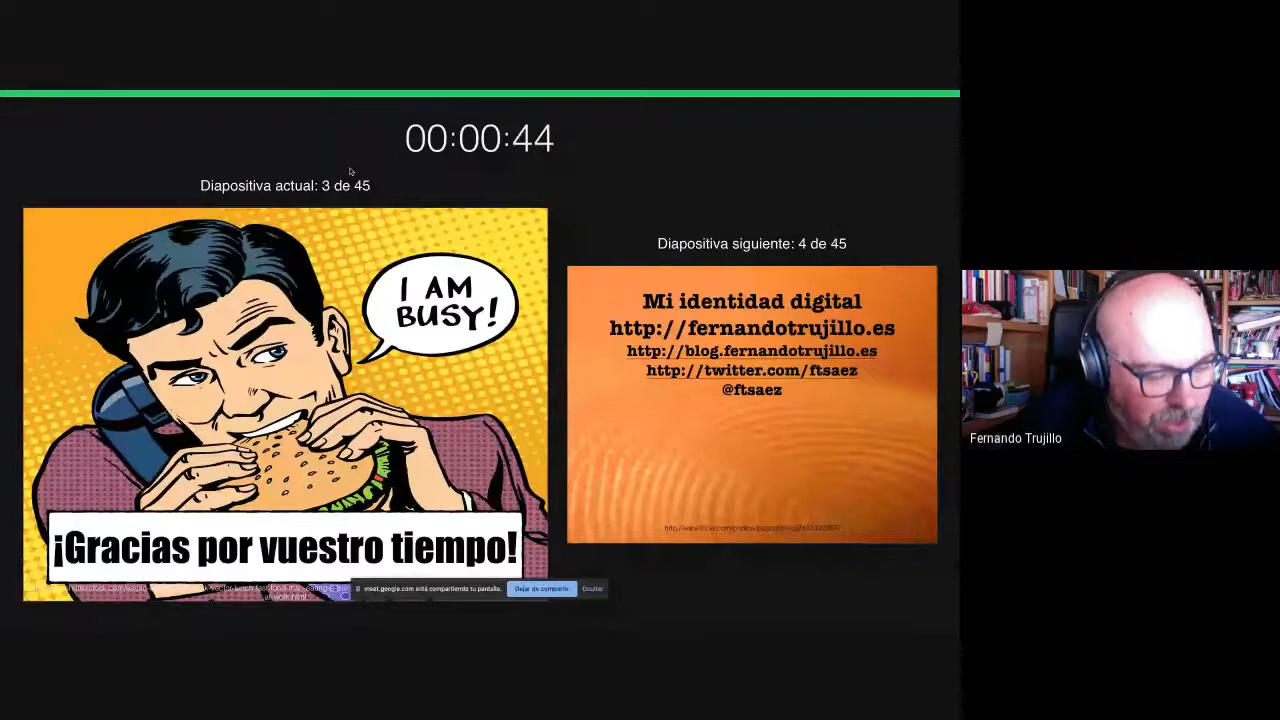 00:00:44
Diapositiva actual: 3 de 45
I AM
BUSY!
¡Gracias por vuestro tiempo!
meet.google.com está compartiendo tu pantalla.
Dejar de compartir
Ocultar
Diapositiva siguiente: 4 de 45
Mi identidad digital
http://fernandotrujillo.es
http://blog.fernandotrujillo.es
http://twitter.com/ftsaez
@ftsaez
Fernando Trujillo